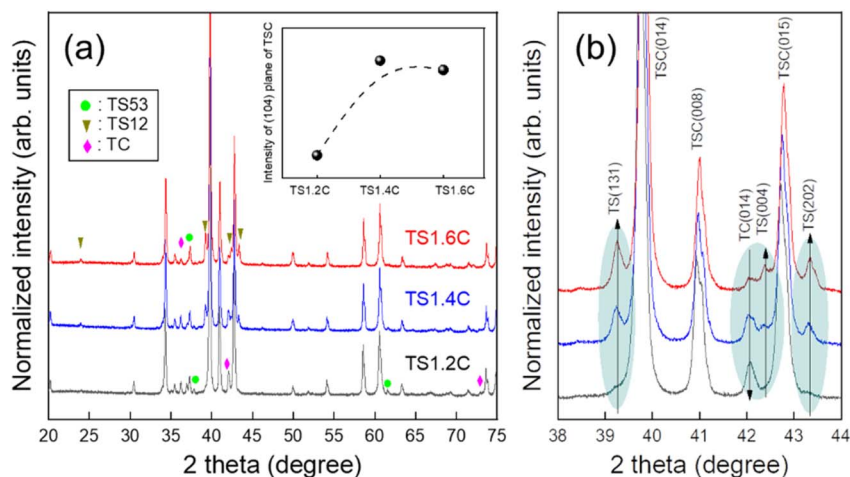 (a)
Normalized intensity (arb. units)
: TS53
: TS12
: TC
Intensity of (104) plane of TSC
TS1.2C
TS1.4C
TS1.6C
TS1.6C
TS1.4C
TS1.2C
20 25 30 35 40 45 50 55 60 65 70 75
2 theta (degree)
(b)
Normalized intensity (arb. units)
TS(131)
TSC(014)
TSC(008)
TC(014)
TS(004)
TSC(015)
TS(202)
38 39 40 41 42 43 44
2 theta (degree)